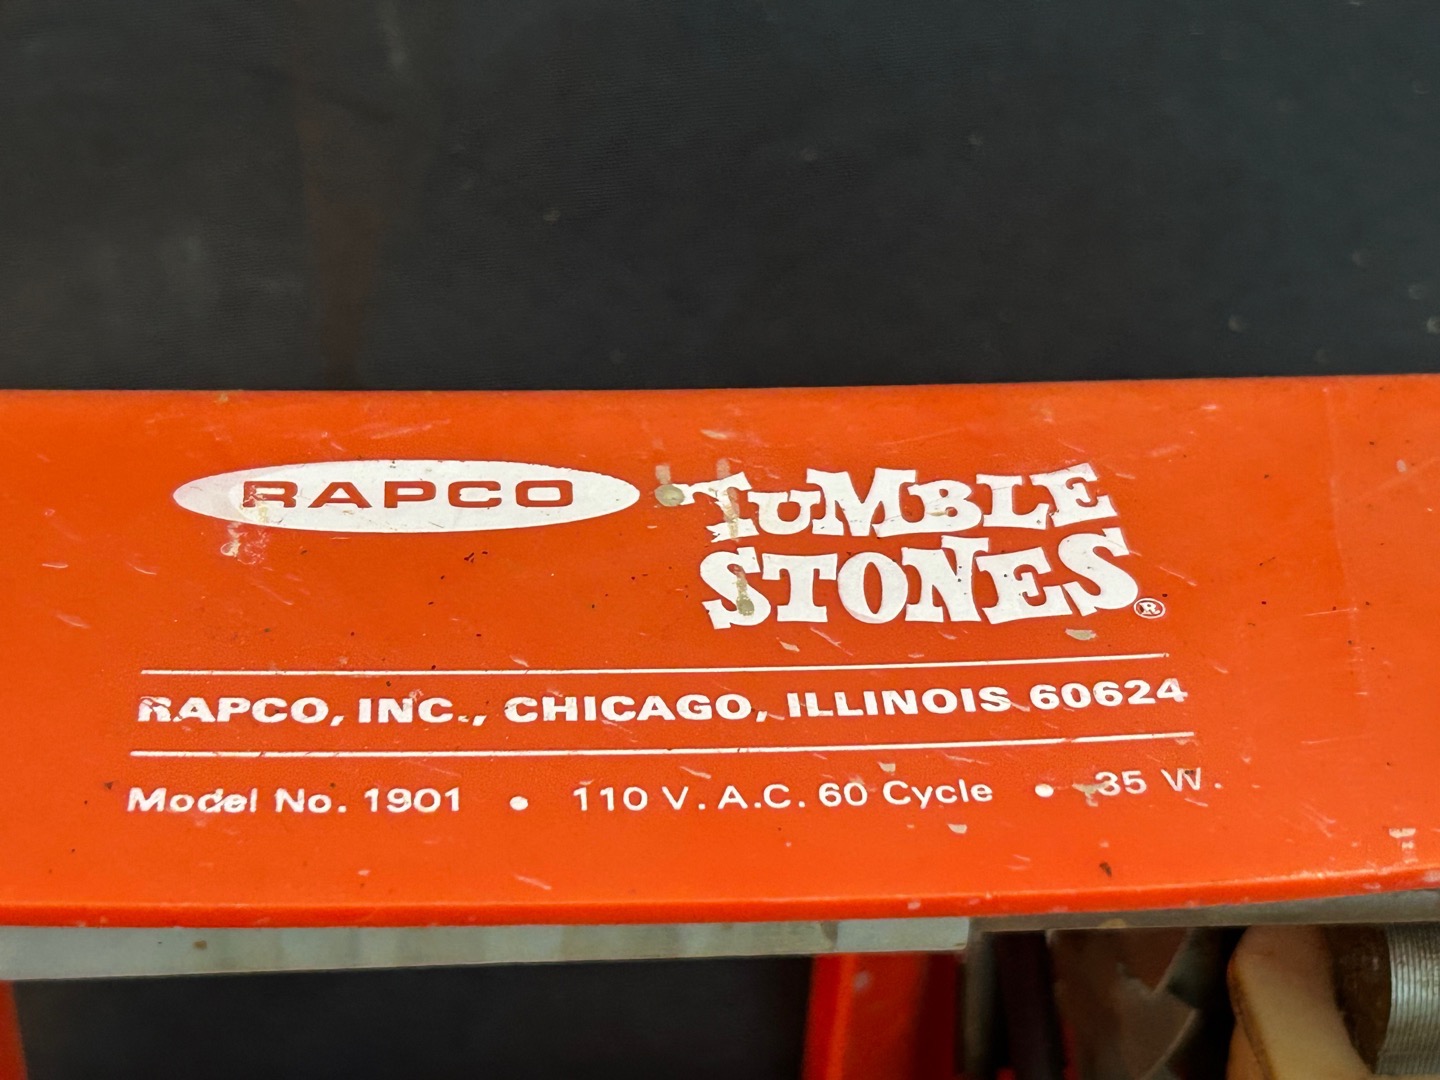 RAPCO
TUMBLE
STONES®
RAPCO, INC., CHICAGO, ILLINOIS 60624
Model No. 1901 • 110 V. A.C. 60 Cycle • 35 W.